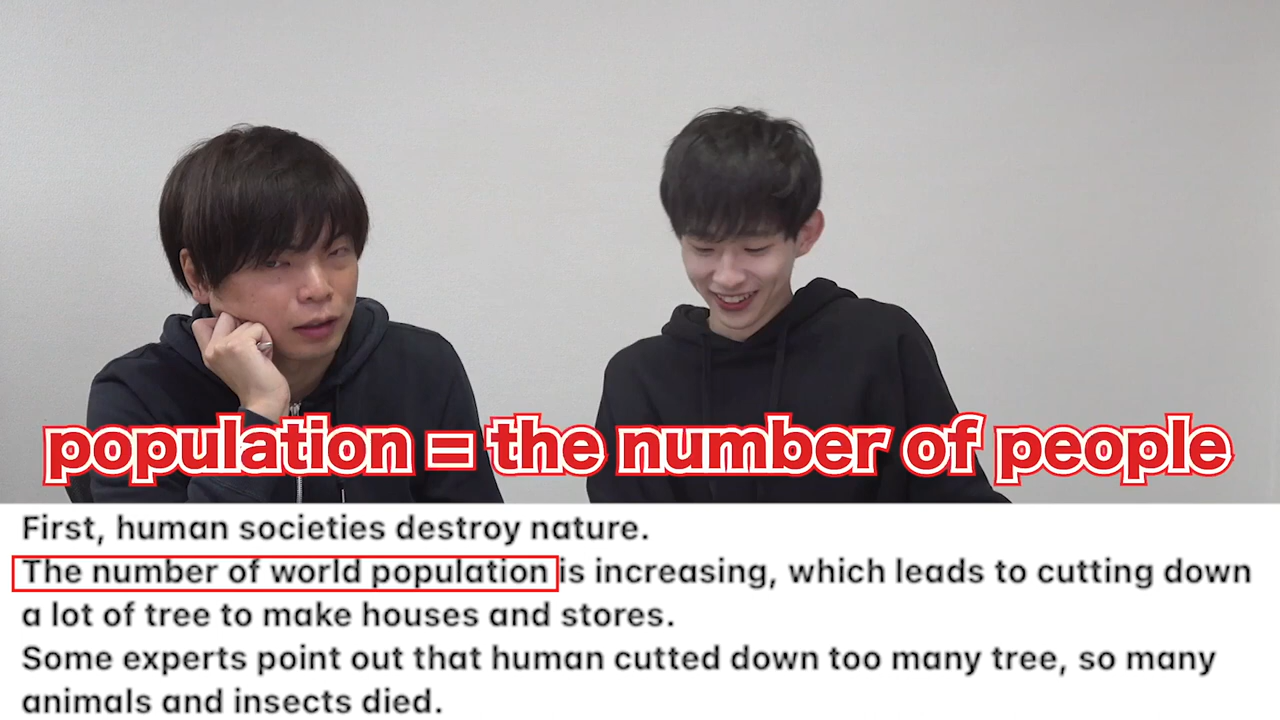 population = the number of people
First, human societies destroy nature.
The number of world population is increasing, which leads to cutting down
a lot of tree to make houses and stores.
Some experts point out that human cutted down too many tree, so many
animals and insects died.